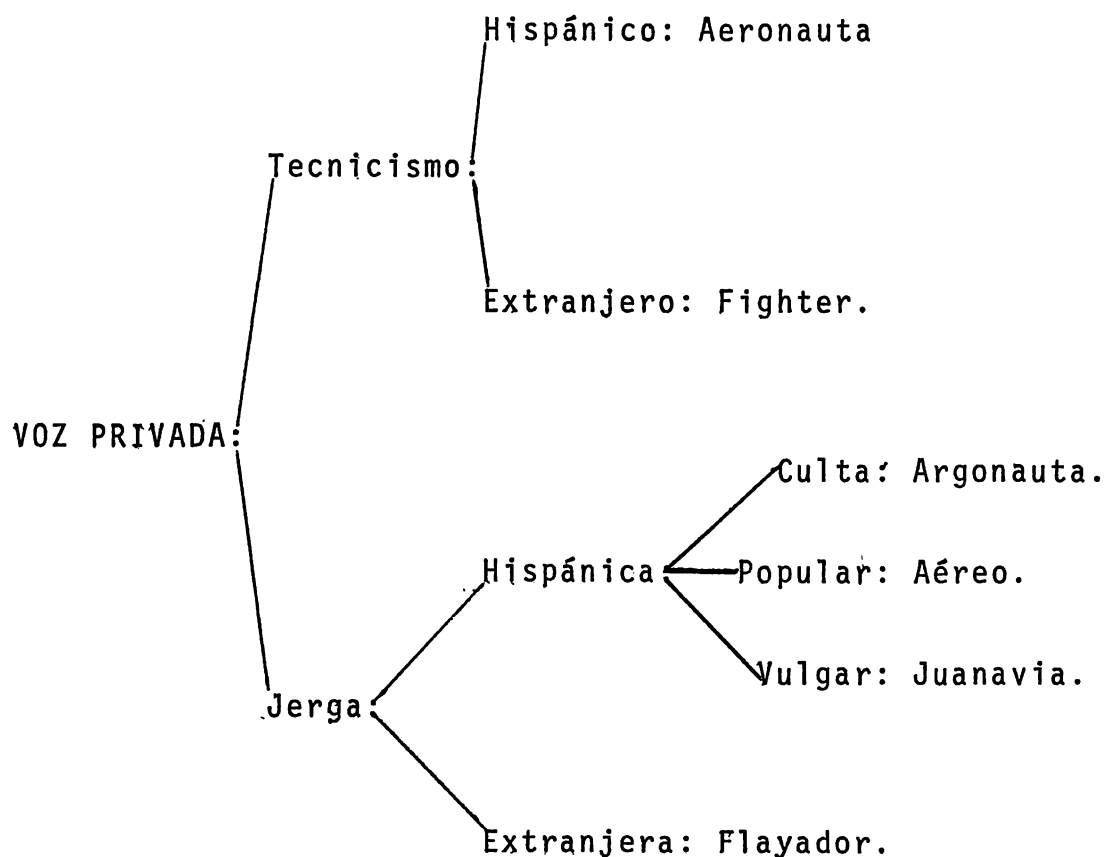 Hispánico: Aeronauta
Tecnicismo:
Extranjero: Fighter.
VOZ PRIVADA:
Culta: Argonauta.
Hispánica: Popular: Aéreo.
Vulgar: Juanavia.
Jerga:
Extranjera: Flayador.